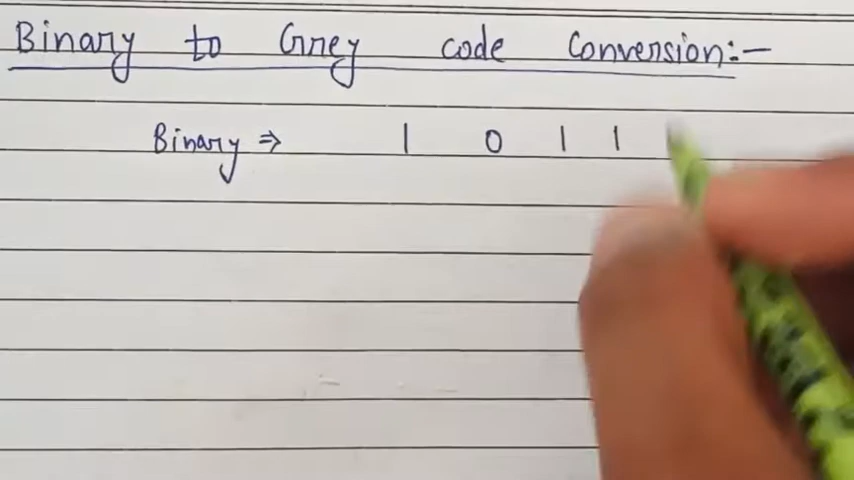 Binary to Grey code Conversion:-
Binary ⇒ 1 0 1 1